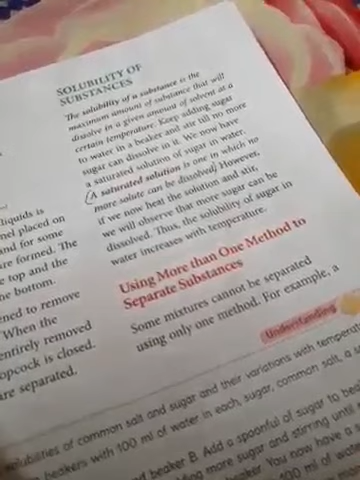 SOLUBILITY OF
SUBSTANCES
The solubility of a substance is the
maximum amount of substance that will
dissolve in a given amount of solvent at a
certain temperature. Keep adding sugar
to water in a beaker and stir till no more
sugar can dissolve in it. We now have
a saturated solution of sugar in water.
A saturated solution is one in which no
more solute can be dissolved. However,
if we now heat the solution and stir,
we will observe that more sugar can be
dissolved. Thus, the solubility of sugar in
water increases with temperature.
Using More than One Method to
Separate Substances
Some mixtures cannot be separated
using only one method. For example, a
liquids is
placed on
and for some
are formed. The
top and the
bottom.
to remove
When the
entirely removed
is closed.
are separated.
Understanding
solubilities of common salt and sugar and their variations with
beakers with 100 ml of water in each, sugar, common salt, a
beaker B. Add a spoonful of sugar to
more sugar and stirring until
You now have a